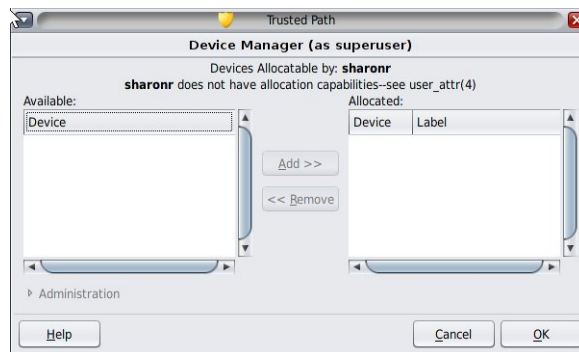 Trusted Path
Device Manager (as superuser)
Devices Allocatable by: sharonr
sharonr does not have allocation capabilities--see user_attr(4)
Available:
Allocated:
Device
Device Label
Add >>
<< Remove
Administration
Help
Cancel
OK